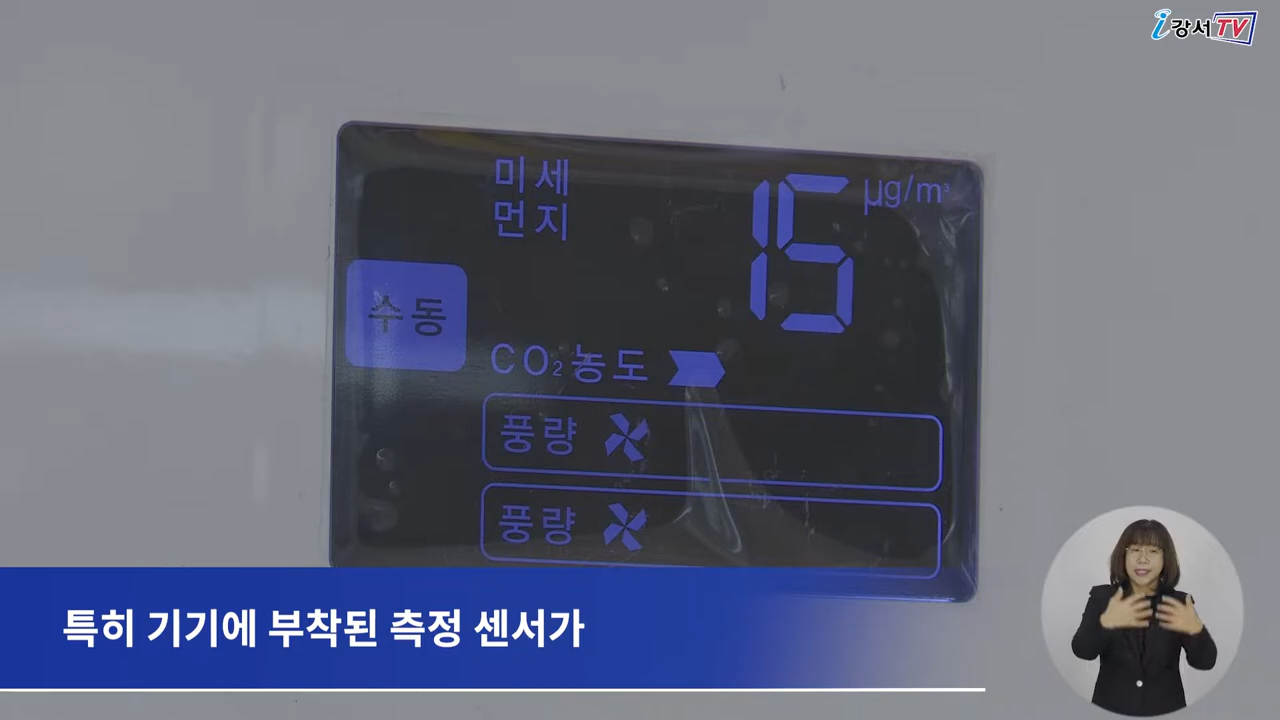 i강서TV
미세
먼지
15 μg/m³
수동
CO₂농도
풍량
풍량
특히 기기에 부착된 측정 센서가